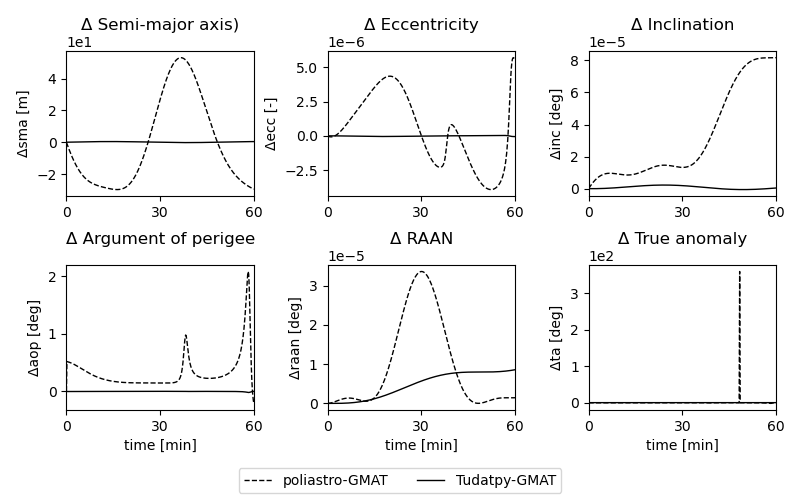 Δ Semi-major axis)
Δ Eccentricity
Δ Inclination
1e1
1e−6
1e−5
Δsma [m]
4
2
0
−2
0
30
60
Δecc [-]
5.0
2.5
0.0
−2.5
0
30
60
Δinc [deg]
8
6
4
2
0
0
30
60
Δ Argument of perigee
Δ RAAN
Δ True anomaly
1e−5
1e2
Δaop [deg]
2
1
0
0
30
60
time [min]
Δraan [deg]
3
2
1
0
0
30
60
time [min]
Δta [deg]
3
2
1
0
0
30
60
time [min]
poliastro-GMAT
Tudatpy-GMAT